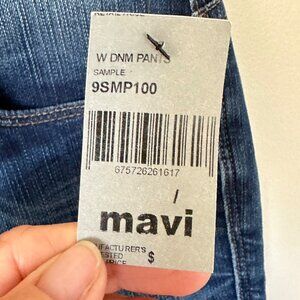 W DNM PANTS
SAMPLE
9SMP100
675726261617
mavi
$